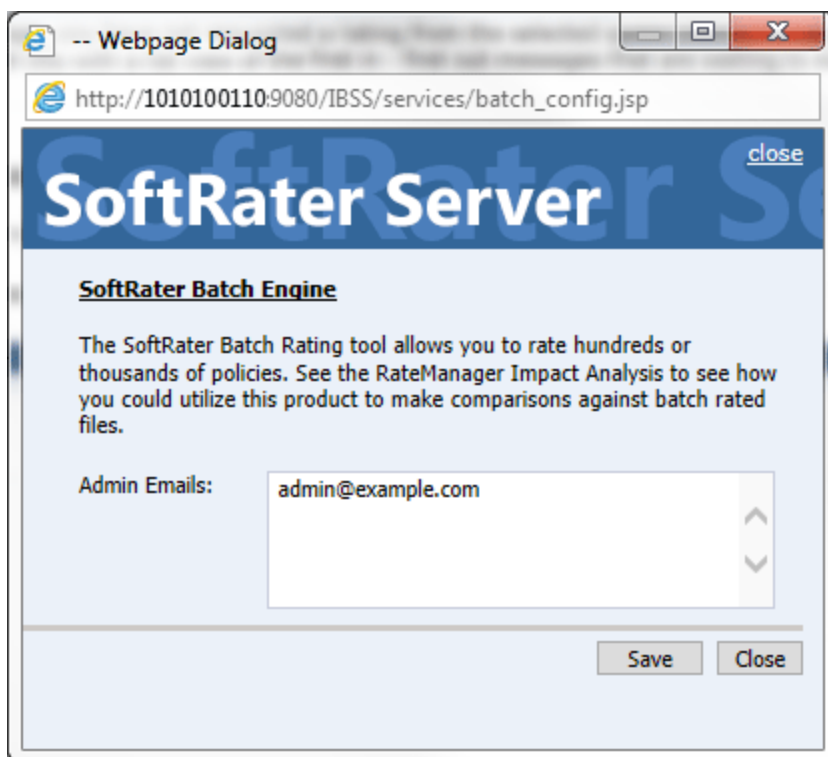 -- Webpage Dialog
http://1010100110:9080/IBSS/services/batch_config.jsp
close
SoftRater Server
SoftRater Batch Engine
The SoftRater Batch Rating tool allows you to rate hundreds or
thousands of policies. See the RateManager Impact Analysis to see how
you could utilize this product to make comparisons against batch rated
files.
Admin Emails:
admin@example.com
Save
Close